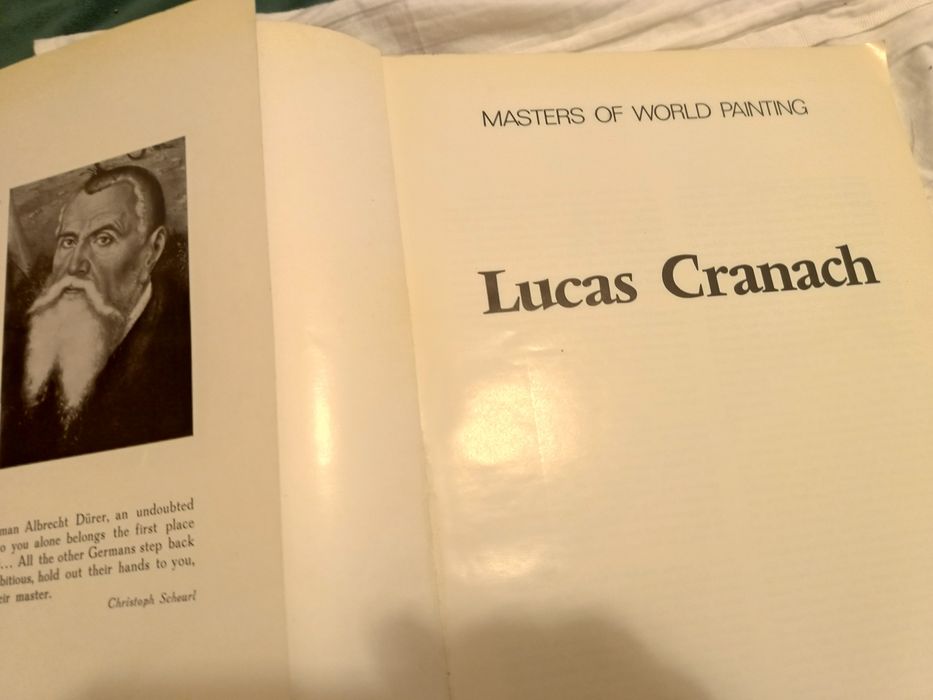 man Albrecht Dürer, an undoubted
o you alone belongs the first place
... All the other Germans step back
bitious, hold out their hands to you,
eir master.
Christoph Scheurl
MASTERS OF WORLD PAINTING
Lucas Cranach